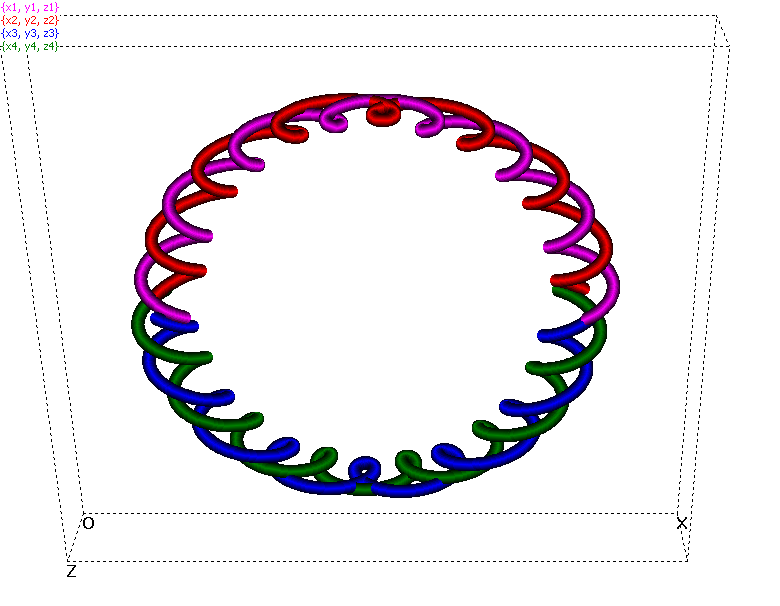 {x1, y1, z1}
{x2, y2, z2}
{x3, y3, z3}
{x4, y4, z4}
O
X
Z